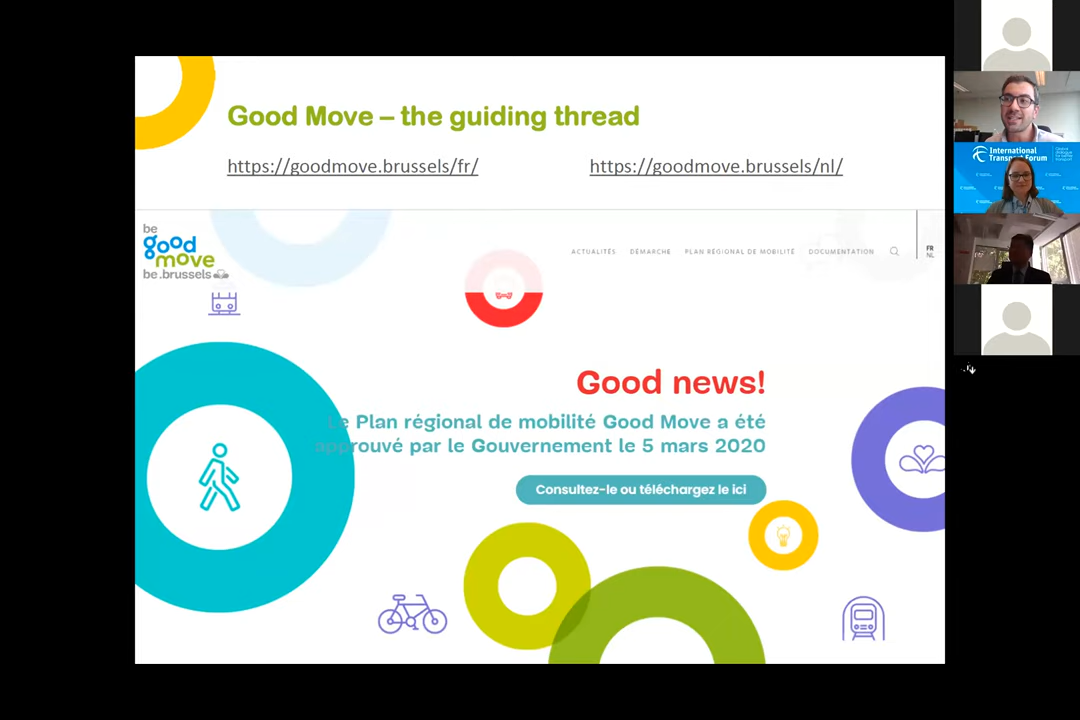 Good Move – the guiding thread
https://goodmove.brussels/fr/
https://goodmove.brussels/nl/
be
good
move
be.brussels
ACTUALITÉS DÉMARCHE PLAN RÉGIONAL DE MOBILITÉ DOCUMENTATION
FR
NL
Good news!
Le Plan régional de mobilité Good Move a été
approuvé par le Gouvernement le 5 mars 2020
Consultez-le ou téléchargez le ici
International
Transport Forum